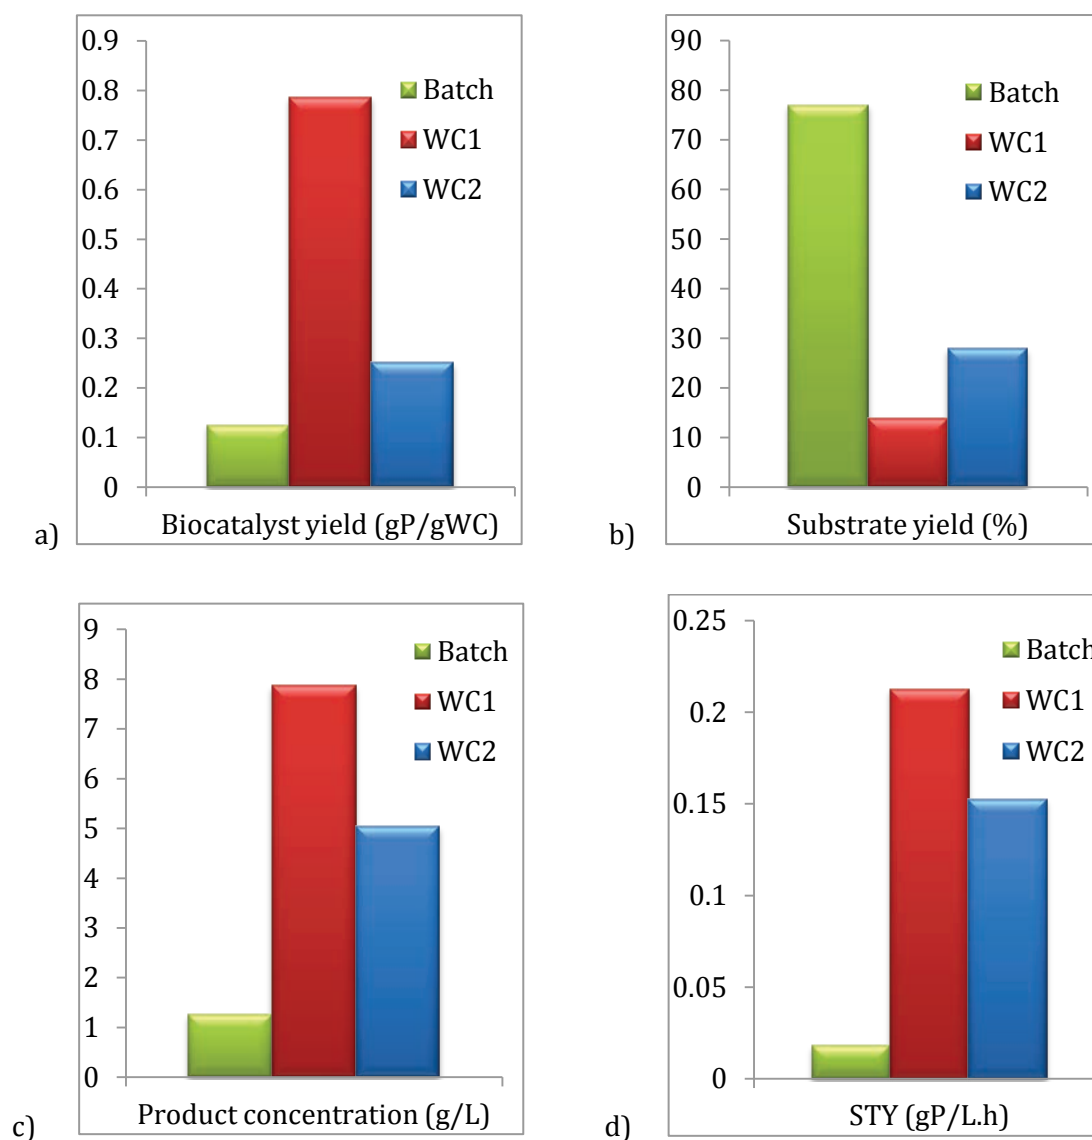 0.9
0.8
0.7
0.6
0.5
0.4
0.3
0.2
0.1
0
Batch
WC1
WC2
Biocatalyst yield (gP/gWC)
a)
90
80
70
60
50
40
30
20
10
0
Batch
WC1
WC2
Substrate yield (%)
b)
9
8
7
6
5
4
3
2
1
0
Batch
WC1
WC2
Product concentration (g/L)
c)
0.25
0.2
0.15
0.1
0.05
0
Batch
WC1
WC2
STY (gP/L.h)
d)